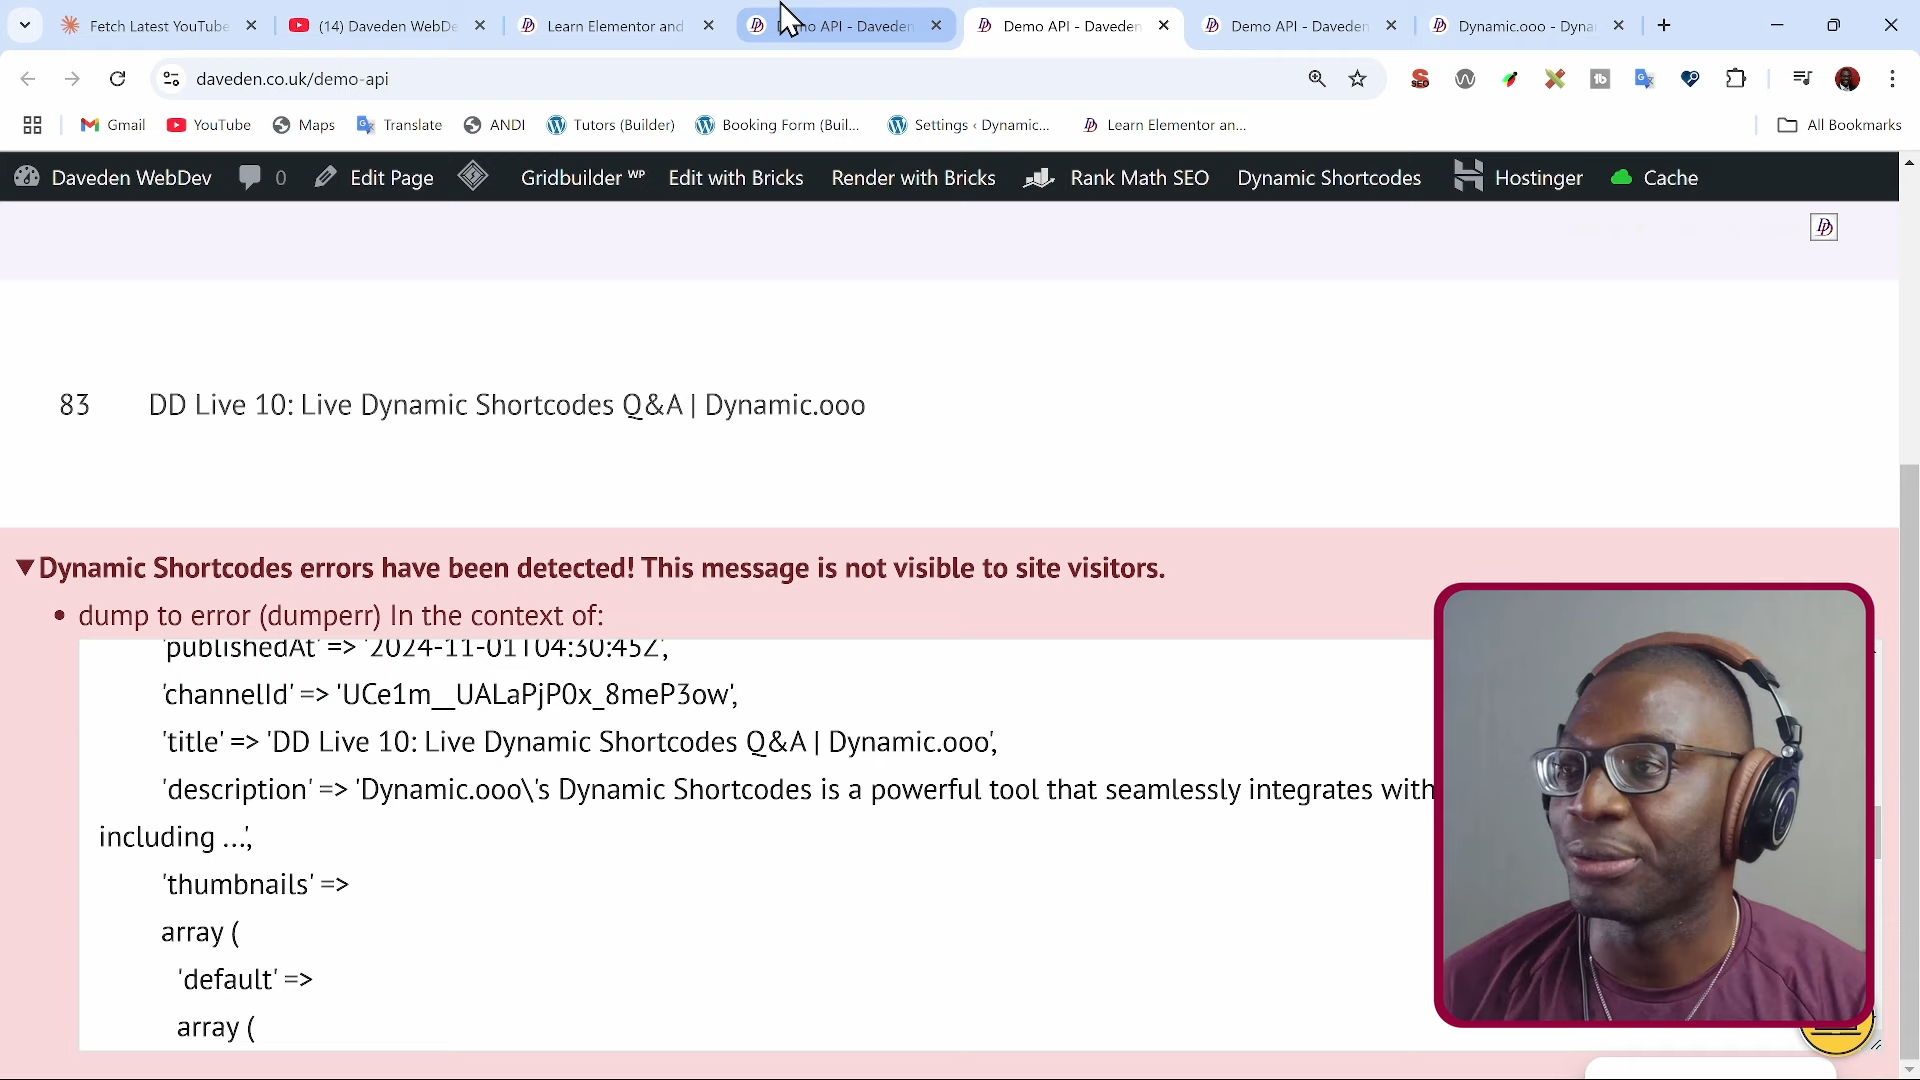 Fetch Latest YouTube
(14) Daveden WebDe
Learn Elementor and
Demo API - Daveden
Demo API - Daveden
Demo API - Daveden
Dynamic.ooo - Dyna
daveden.co.uk/demo-api
Gmail
YouTube
Maps
Translate
ANDI
Tutors (Builder)
Booking Form (Buil...
Settings ‹ Dynamic...
Learn Elementor an...
All Bookmarks
Daveden WebDev
0
Edit Page
Gridbuilder WP
Edit with Bricks
Render with Bricks
Rank Math SEO
Dynamic Shortcodes
Hostinger
Cache
83 DD Live 10: Live Dynamic Shortcodes Q&A | Dynamic.ooo
▼Dynamic Shortcodes errors have been detected! This message is not visible to site visitors.
• dump to error (dumperr) In the context of:
'publishedAt' => '2024-11-01T04:30:45Z',
'channelId' => 'UCe1m__UALaPjP0x_8meP3ow',
'title' => 'DD Live 10: Live Dynamic Shortcodes Q&A | Dynamic.ooo',
'description' => 'Dynamic.ooo\'s Dynamic Shortcodes is a powerful tool that seamlessly integrates with
including ...',
'thumbnails' =>
array (
'default' =>
array (